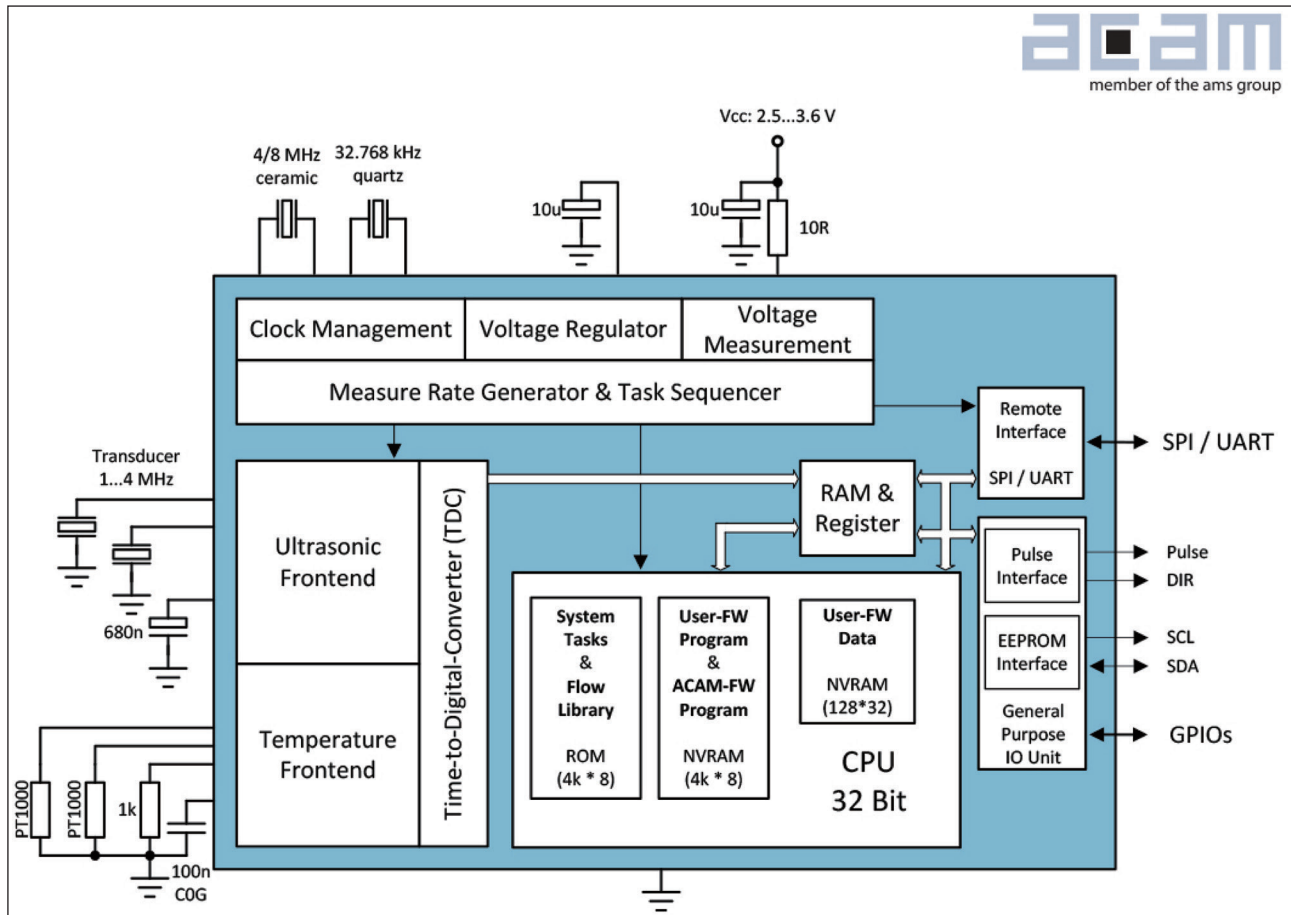 acam
member of the ams group
Vcc: 2.5...3.6 V
4/8 MHz
ceramic
32.768 kHz
quartz
10u
10u
10R
Clock Management
Voltage Regulator
Voltage
Measurement
Measure Rate Generator & Task Sequencer
Remote
Interface
SPI / UART
SPI / UART
Transducer
1...4 MHz
680n
Ultrasonic
Frontend
Temperature
Frontend
Time-to-Digital-Converter (TDC)
RAM &
Register
Pulse
Interface
Pulse
DIR
EEPROM
Interface
SCL
SDA
General
Purpose
IO Unit
GPIOs
System
Tasks
&
Flow
Library
ROM
(4k * 8)
User-FW
Program
&
ACAM-FW
Program
NVRAM
(4k * 8)
User-FW
Data
NVRAM
(128*32)
CPU
32 Bit
PT1000
PT1000
1k
100n
C0G